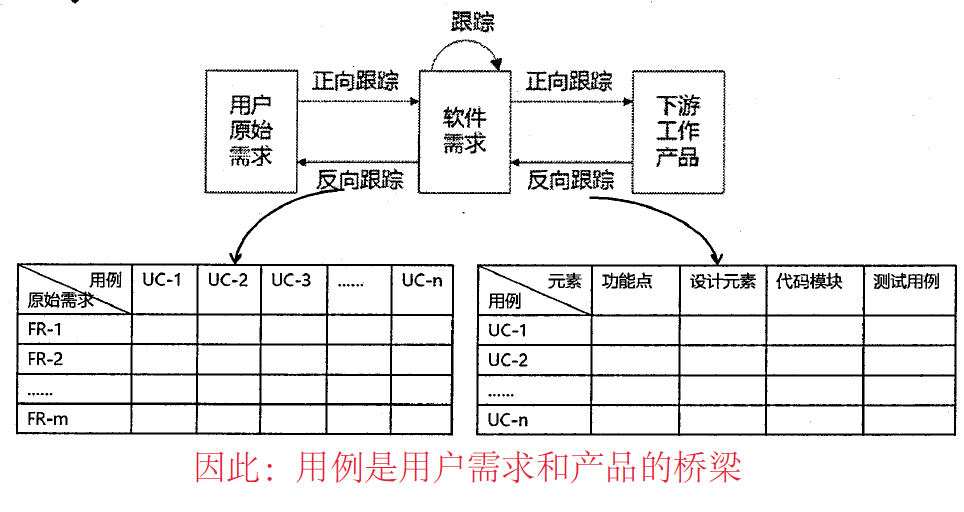 跟踪
用户
原始
需求
正向跟踪
反向跟踪
软件
需求
正向跟踪
反向跟踪
下游
工作
产品
用例
原始需求
UC-1
UC-2
UC-3
......
UC-n
FR-1
FR-2
......
FR-m
元素
用例
功能点
设计元素
代码模块
测试用例
UC-1
UC-2
......
UC-n
因此：用例是用户需求和产品的桥梁